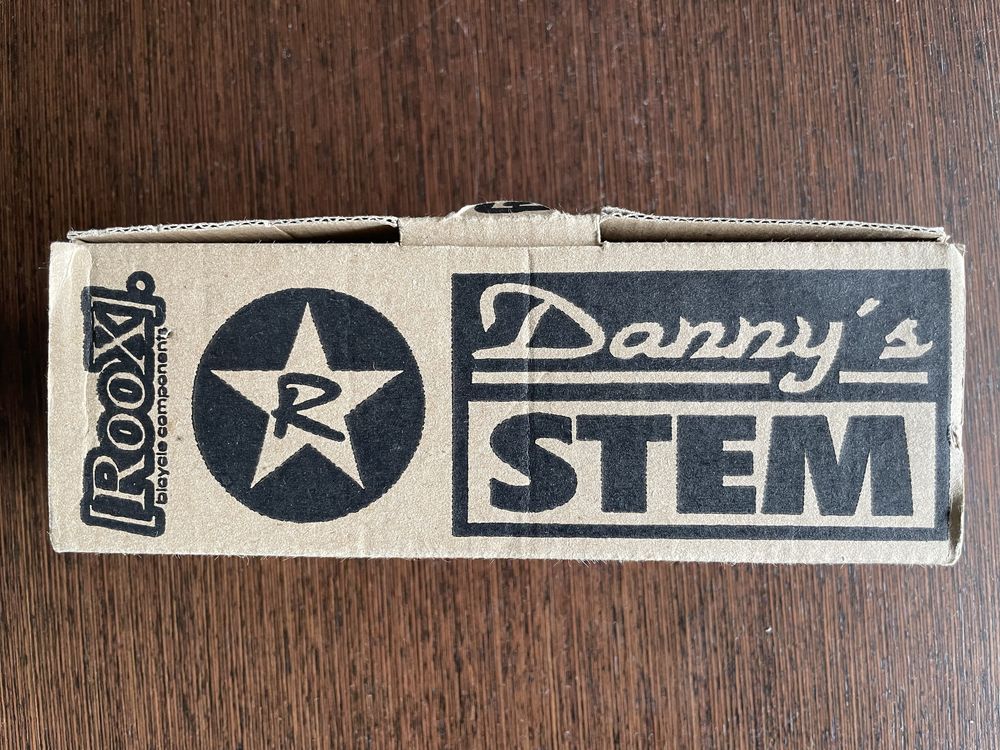 [RooX].
bicycle components
R
Danny's
STEM